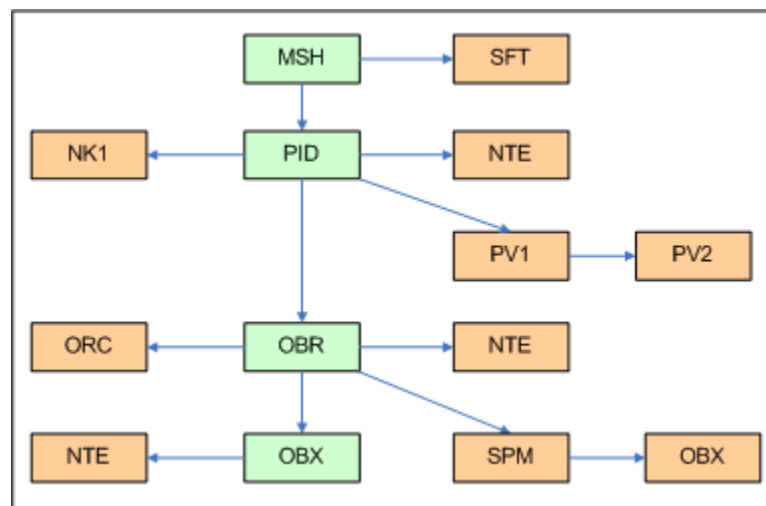 MSH SFT
NK1 PID NTE
PV1 PV2
ORC OBR NTE
NTE OBX SPM OBX